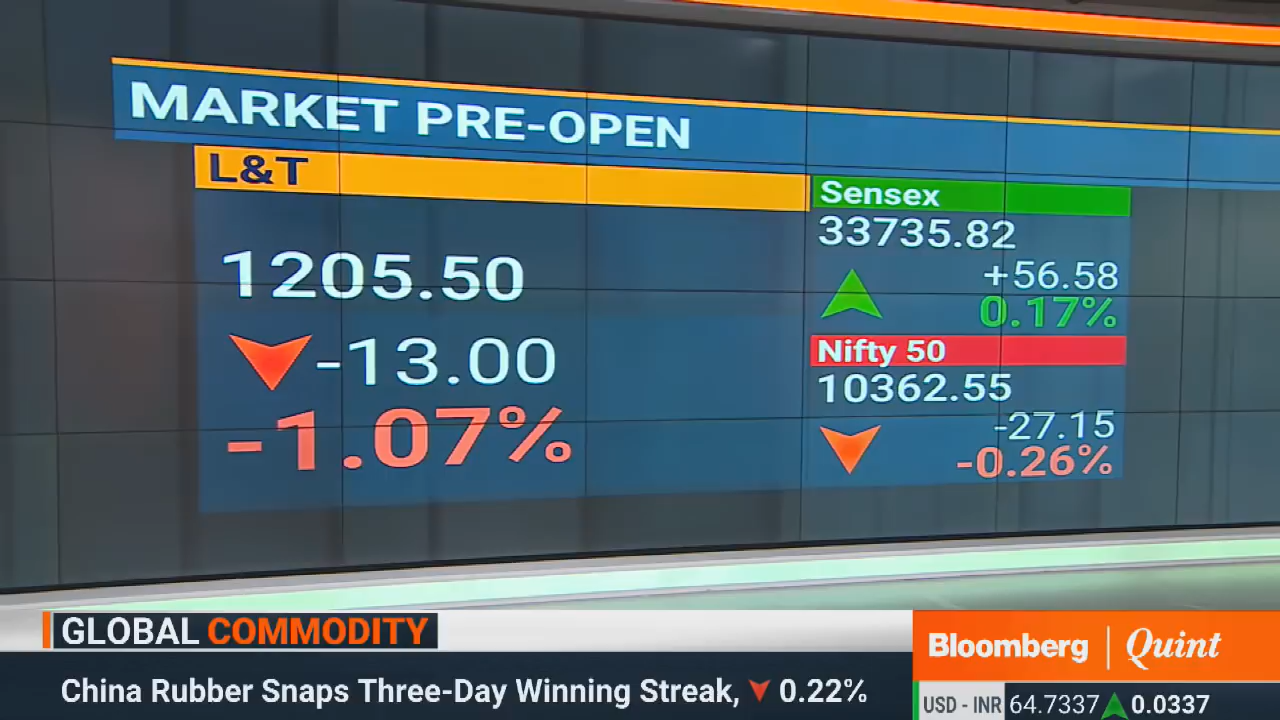 MARKET PRE-OPEN
L&T
1205.50
-13.00
-1.07%
Sensex
33735.82
+56.58
0.17%
Nifty 50
10362.55
-27.15
-0.26%
GLOBAL COMMODITY
China Rubber Snaps Three-Day Winning Streak, 0.22%
Bloomberg | Quint
USD - INR 64.7337 0.0337